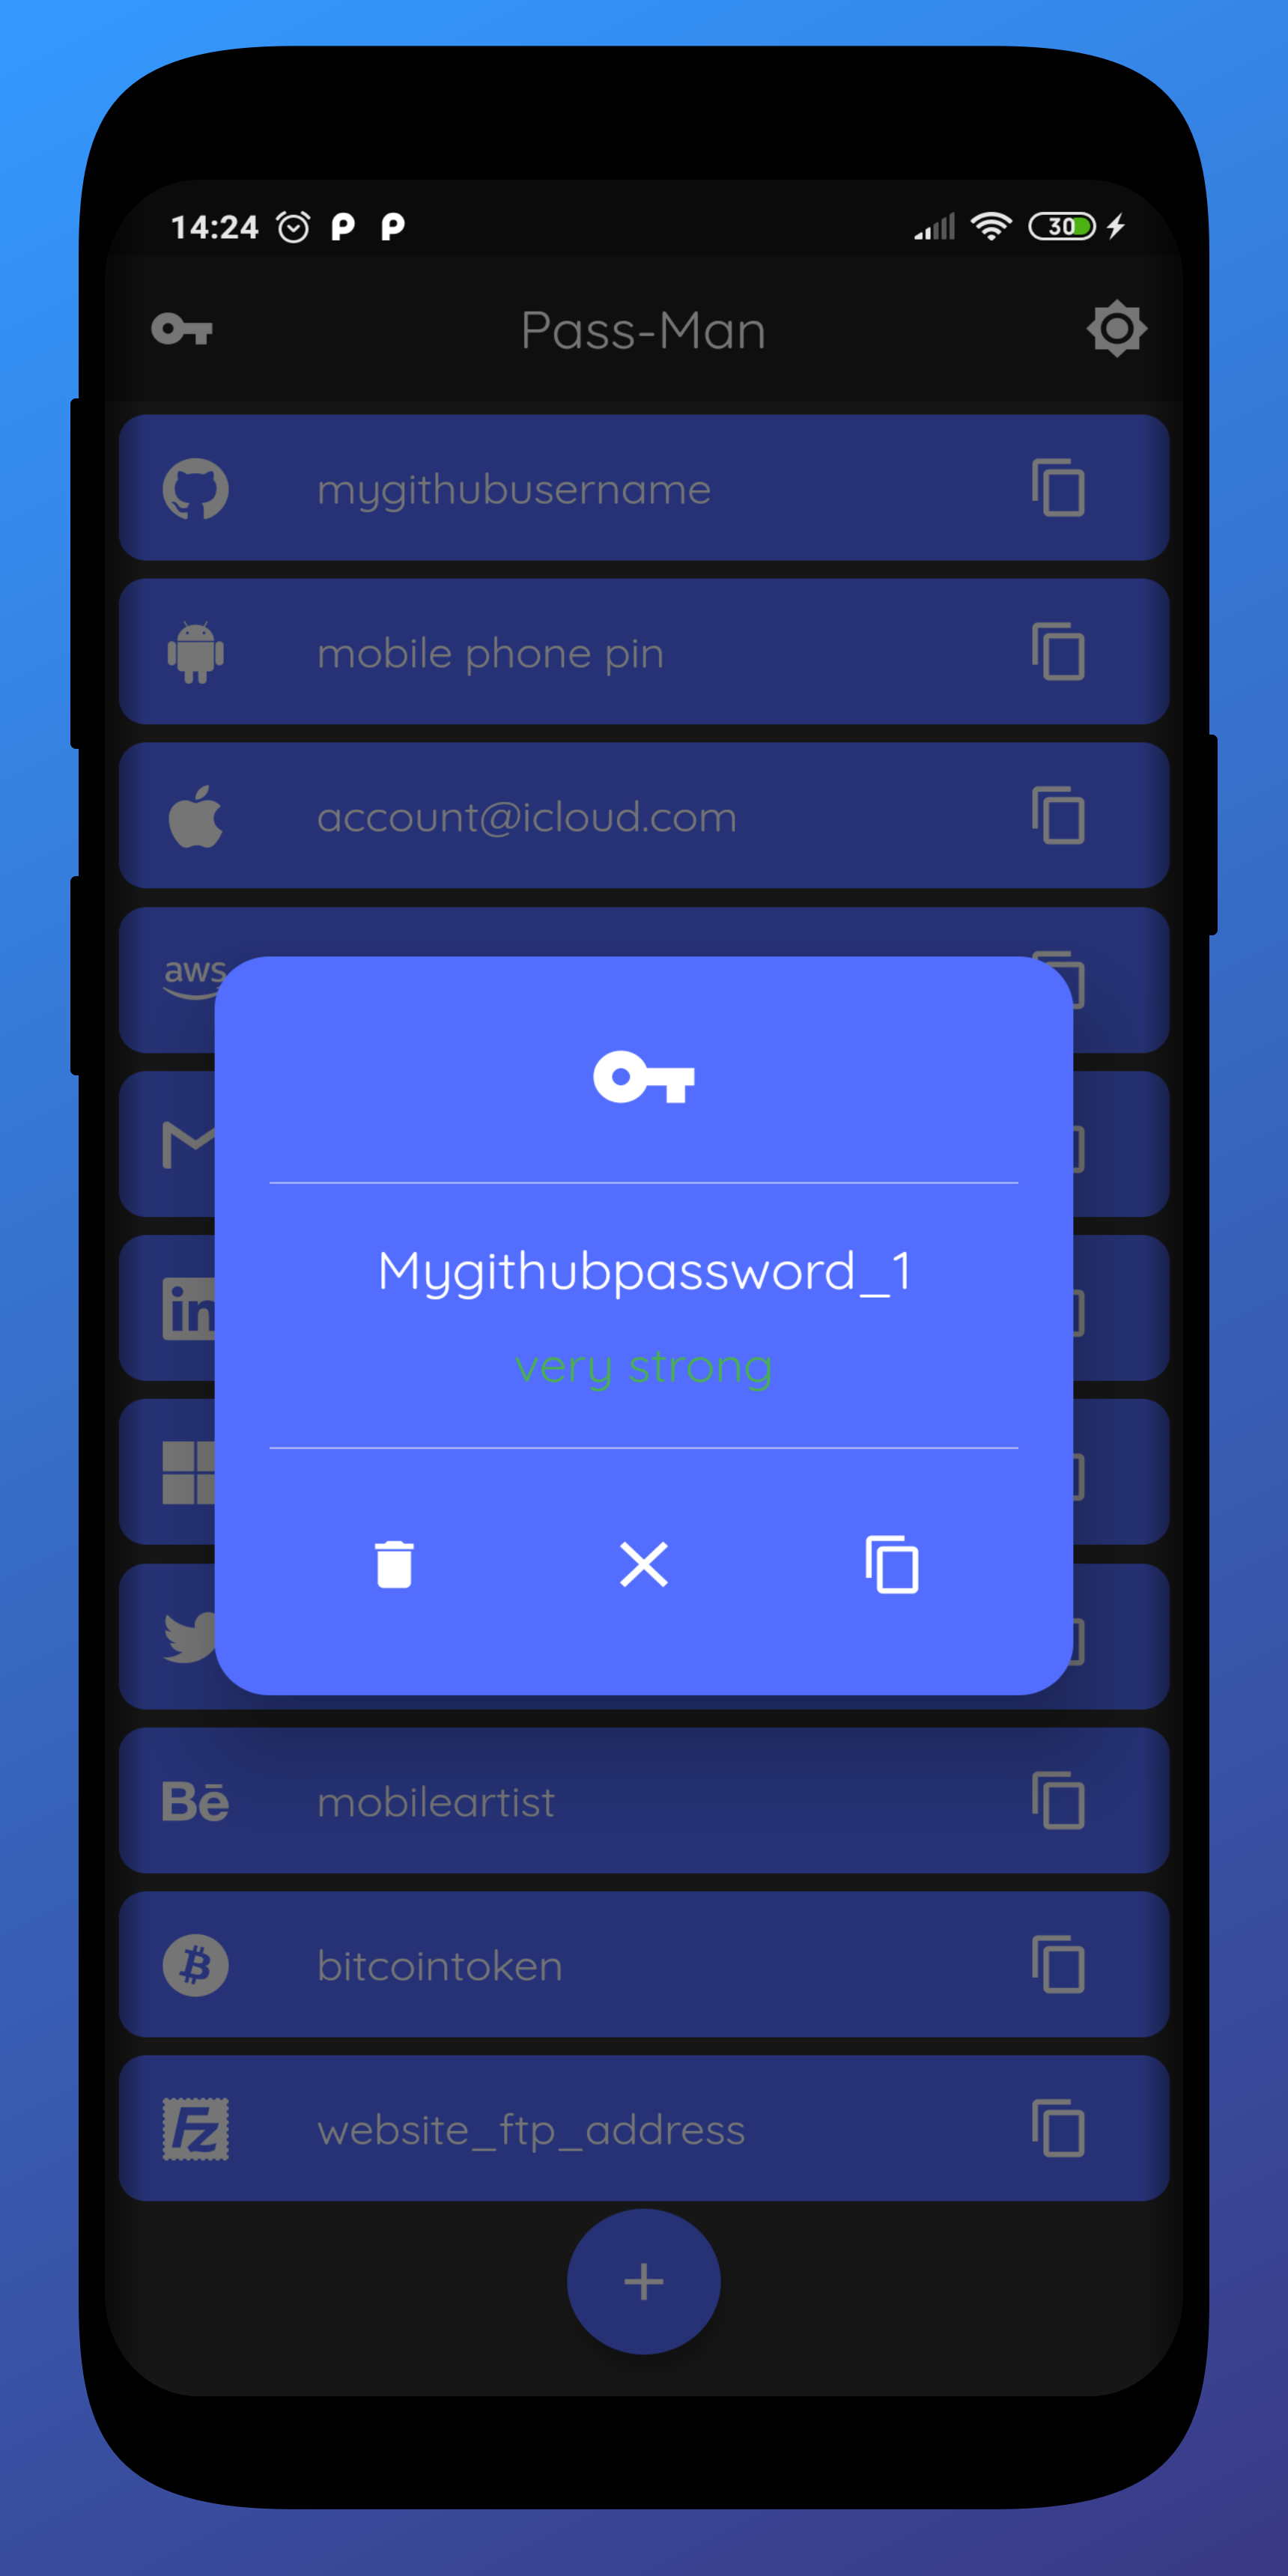 14:24
30
Pass-Man
mygithubusername
mobile phone pin
account@icloud.com
aws
in
Mygithubpassword_1
very strong
Bē
mobileartist
bitcointoken
Fz
website_ftp_address